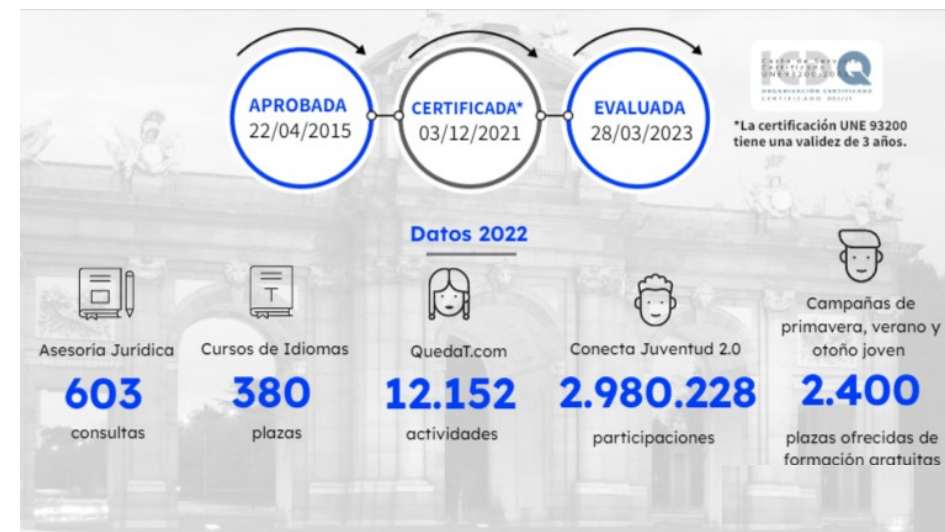 APROBADA
22/04/2015
CERTIFICADA*
03/12/2021
EVALUADA
28/03/2023
ORGANIZACIÓN CERTIFICADA
*La certificación UNE 93200
tiene una validez de 3 años.
Datos 2022
Asesoría Jurídica
603
consultas
Cursos de Idiomas
380
plazas
T
QuedaT.com
12.152
actividades
Conecta Juventud 2.0
2.980.228
participaciones
Campañas de
primavera, verano y
otoño joven
2.400
plazas ofrecidas de
formación gratuitas